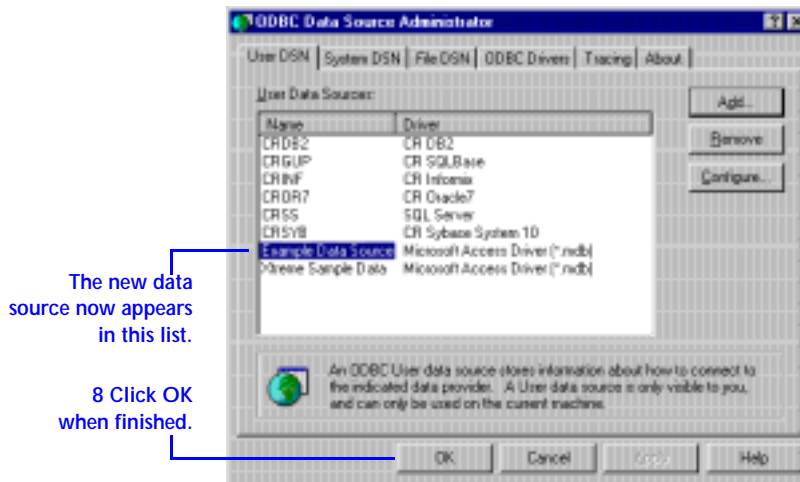 ODBC Data Source Administrator
User DSN System DSN File DSN ODBC Drivers Tracing About
User Data Sources:
Add...
Remove
Configure...
Name Driver
CRDB2 CR DB2
CRGUP CR SQLBase
CRINF CR Informix
CROR7 CR Oracle7
CRSS SQL Server
CRSYB CR Sybase System 10
Example Data Source Microsoft Access Driver (*.mdb)
Xtreme Sample Data Microsoft Access Driver (*.mdb)
The new data
source now appears
in this list.
An ODBC User data source stores information about how to connect to
the indicated data provider. A User data source is only visible to you,
and can only be used on the current machine.
8 Click OK
when finished.
OK Cancel Apply Help